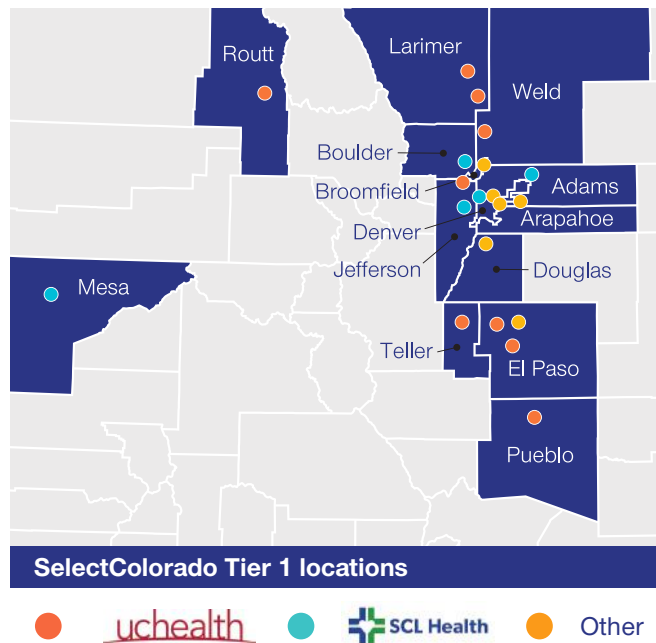 Routt
Larimer
Weld
Boulder
Broomfield
Adams
Arapahoe
Denver
Jefferson
Douglas
Mesa
Teller
El Paso
Pueblo
SelectColorado Tier 1 locations
uchealth
SCL Health
Other